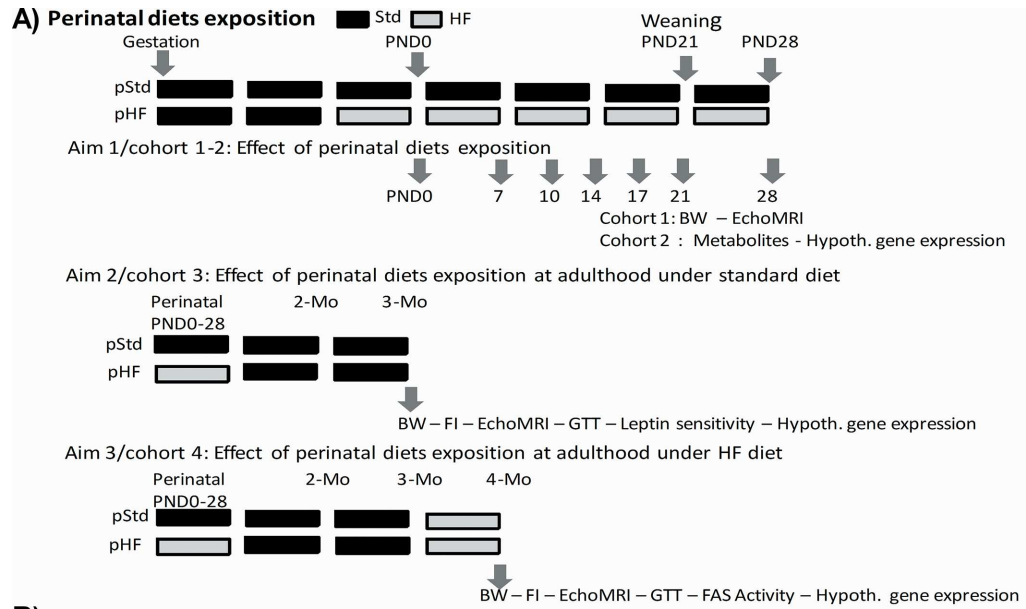 A) Perinatal diets exposition Std HF
Weaning
Gestation PND0 PND21 PND28
pStd
pHF
Aim 1/cohort 1-2: Effect of perinatal diets exposition
PND0 7 10 14 17 21 28
Cohort 1: BW – EchoMRI
Cohort 2 : Metabolites - Hypoth. gene expression
Aim 2/cohort 3: Effect of perinatal diets exposition at adulthood under standard diet
Perinatal 2-Mo 3-Mo
PND0-28
pStd
pHF
BW – FI – EchoMRI – GTT – Leptin sensitivity – Hypoth. gene expression
Aim 3/cohort 4: Effect of perinatal diets exposition at adulthood under HF diet
Perinatal 2-Mo 3-Mo 4-Mo
PND0-28
pStd
pHF
BW – FI – EchoMRI – GTT – FAS Activity – Hypoth. gene expression